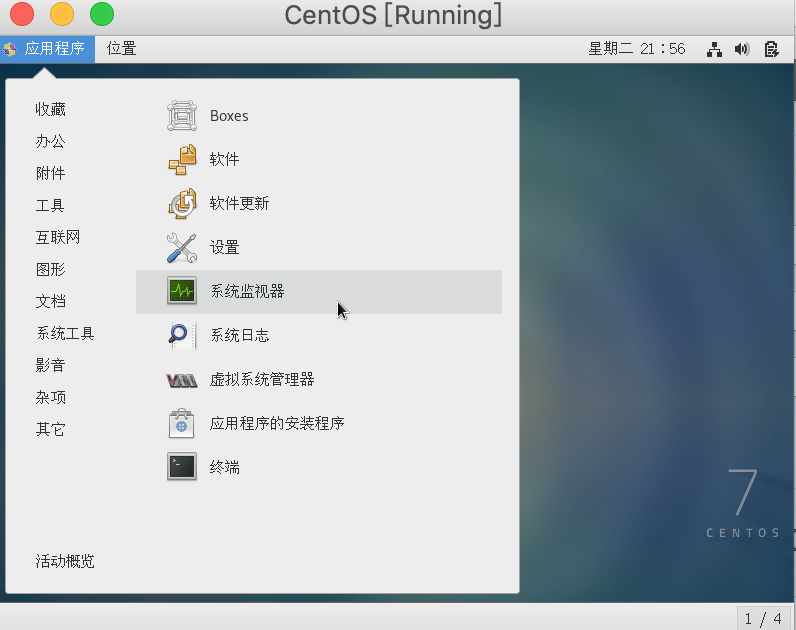 CentOS [Running]
应用程序 位置 星期二 21：56
收藏
办公
附件
工具
互联网
图形
文档
系统工具
影音
杂项
其它
活动概览
Boxes
软件
软件更新
设置
系统监视器
系统日志
虚拟系统管理器
应用程序的安装程序
终端
7
CENTOS
1 / 4